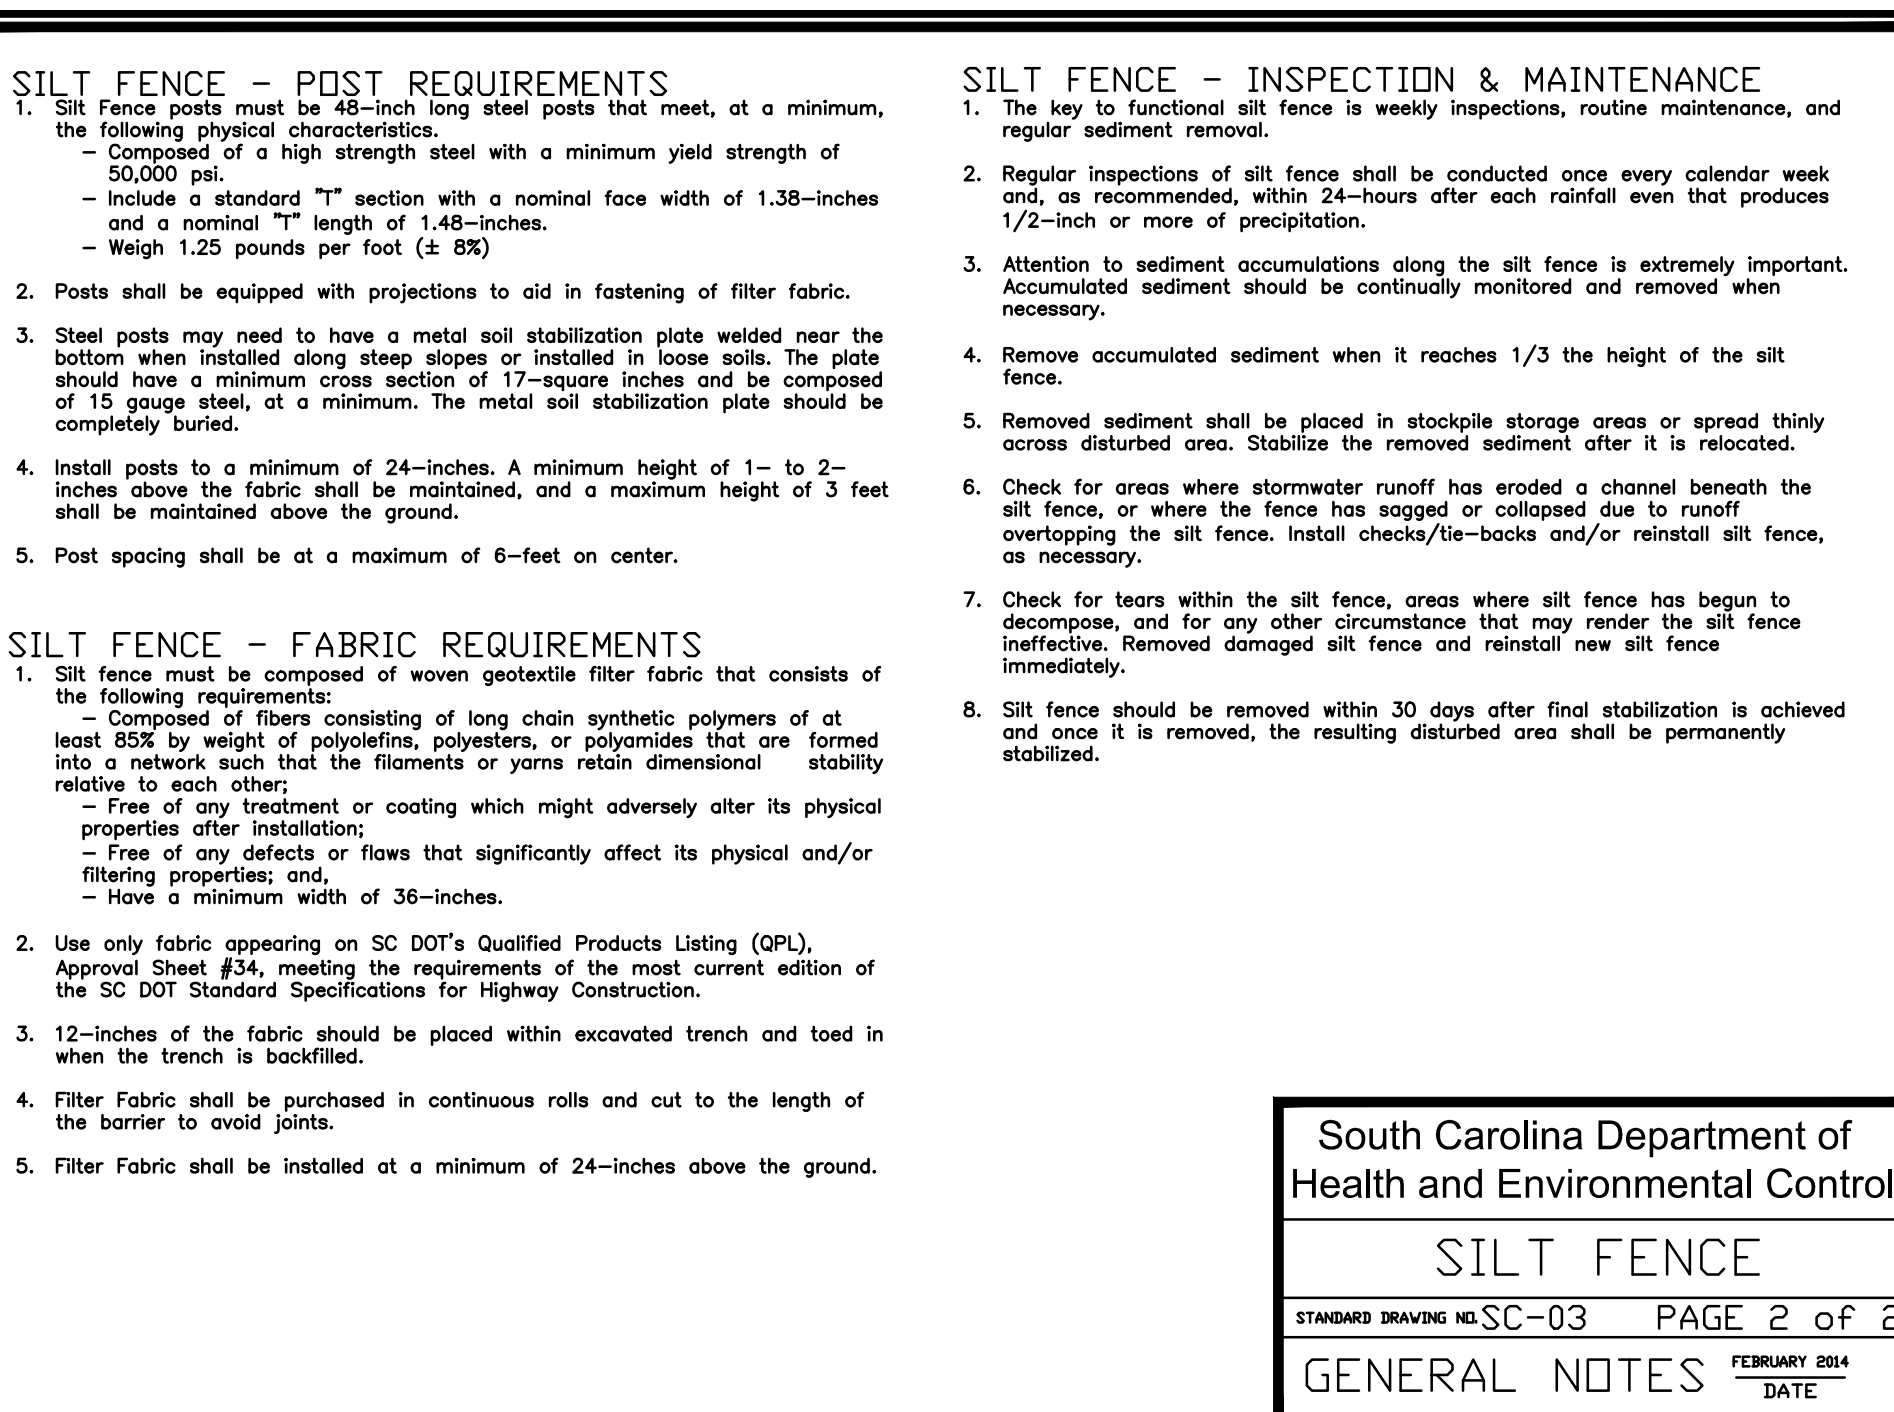 SILT FENCE - POST REQUIREMENTS
1. Silt Fence posts must be 48-inch long steel posts that meet, at a minimum,
the following physical characteristics.
- Composed of a high strength steel with a minimum yield strength of
50,000 psi.
- Include a standard "T" section with a nominal face width of 1.38-inches
and a nominal "T" length of 1.48-inches.
- Weigh 1.25 pounds per foot (± 8%)
2. Posts shall be equipped with projections to aid in fastening of filter fabric.
3. Steel posts may need to have a metal soil stabilization plate welded near the
bottom when installed along steep slopes or installed in loose soils. The plate
should have a minimum cross section of 17-square inches and be composed
of 15 gauge steel, at a minimum. The metal soil stabilization plate should be
completely buried.
4. Install posts to a minimum of 24-inches. A minimum height of 1- to 2-
inches above the fabric shall be maintained, and a maximum height of 3 feet
shall be maintained above the ground.
5. Post spacing shall be at a maximum of 6-feet on center.
SILT FENCE - FABRIC REQUIREMENTS
1. Silt fence must be composed of woven geotextile filter fabric that consists of
the following requirements:
- Composed of fibers consisting of long chain synthetic polymers of at
least 85% by weight of polyolefins, polyesters, or polyamides that are formed
into a network such that the filaments or yarns retain dimensional stability
relative to each other;
- Free of any treatment or coating which might adversely alter its physical
properties after installation;
- Free of any defects or flaws that significantly affect its physical and/or
filtering properties; and,
- Have a minimum width of 36-inches.
2. Use only fabric appearing on SC DOT's Qualified Products Listing (QPL),
Approval Sheet #34, meeting the requirements of the most current edition of
the SC DOT Standard Specifications for Highway Construction.
3. 12-inches of the fabric should be placed within excavated trench and toed in
when the trench is backfilled.
4. Filter Fabric shall be purchased in continuous rolls and cut to the length of
the barrier to avoid joints.
5. Filter Fabric shall be installed at a minimum of 24-inches above the ground.
SILT FENCE - INSPECTION & MAINTENANCE
1. The key to functional silt fence is weekly inspections, routine maintenance, and
regular sediment removal.
2. Regular inspections of silt fence shall be conducted once every calendar week
and, as recommended, within 24-hours after each rainfall even that produces
1/2-inch or more of precipitation.
3. Attention to sediment accumulations along the silt fence is extremely important.
Accumulated sediment should be continually monitored and removed when
necessary.
4. Remove accumulated sediment when it reaches 1/3 the height of the silt
fence.
5. Removed sediment shall be placed in stockpile storage areas or spread thinly
across disturbed area. Stabilize the removed sediment after it is relocated.
6. Check for areas where stormwater runoff has eroded a channel beneath the
silt fence, or where the fence has sagged or collapsed due to runoff
overtopping the silt fence. Install checks/tie-backs and/or reinstall silt fence,
as necessary.
7. Check for tears within the silt fence, areas where silt fence has begun to
decompose, and for any other circumstance that may render the silt fence
ineffective. Removed damaged silt fence and reinstall new silt fence
immediately.
8. Silt fence should be removed within 30 days after final stabilization is achieved
and once it is removed, the resulting disturbed area shall be permanently
stabilized.
South Carolina Department of
Health and Environmental Control
SILT FENCE
STANDARD DRAWING NO. SC-03 PAGE 2 of 2
GENERAL NOTES FEBRUARY 2014
DATE